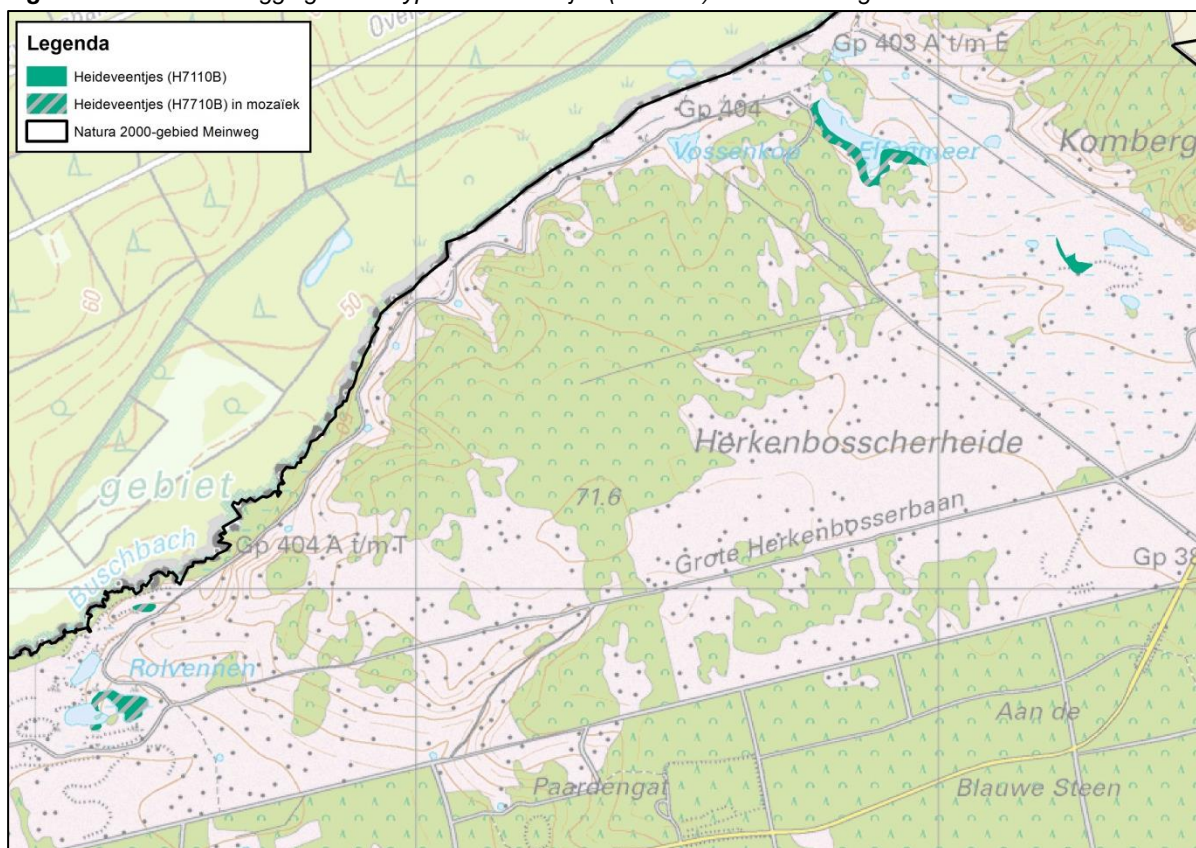 Legenda
Heideveentjes (H7110B)
Heideveentjes (H7710B) in mozaïek
Natura 2000-gebied Meinweg
Gp 403 A t/m E
Gp 404
Vossenkop
Elfenmeer
Komberg
60
50
Herkenbosscherheide
gebiet
71.6
Grote Herkenbosserbaan
Buschbach
Gp 404 A t/m T
Gp 38
Rolvennen
Aan de
Paardengat
Blauwe Steen